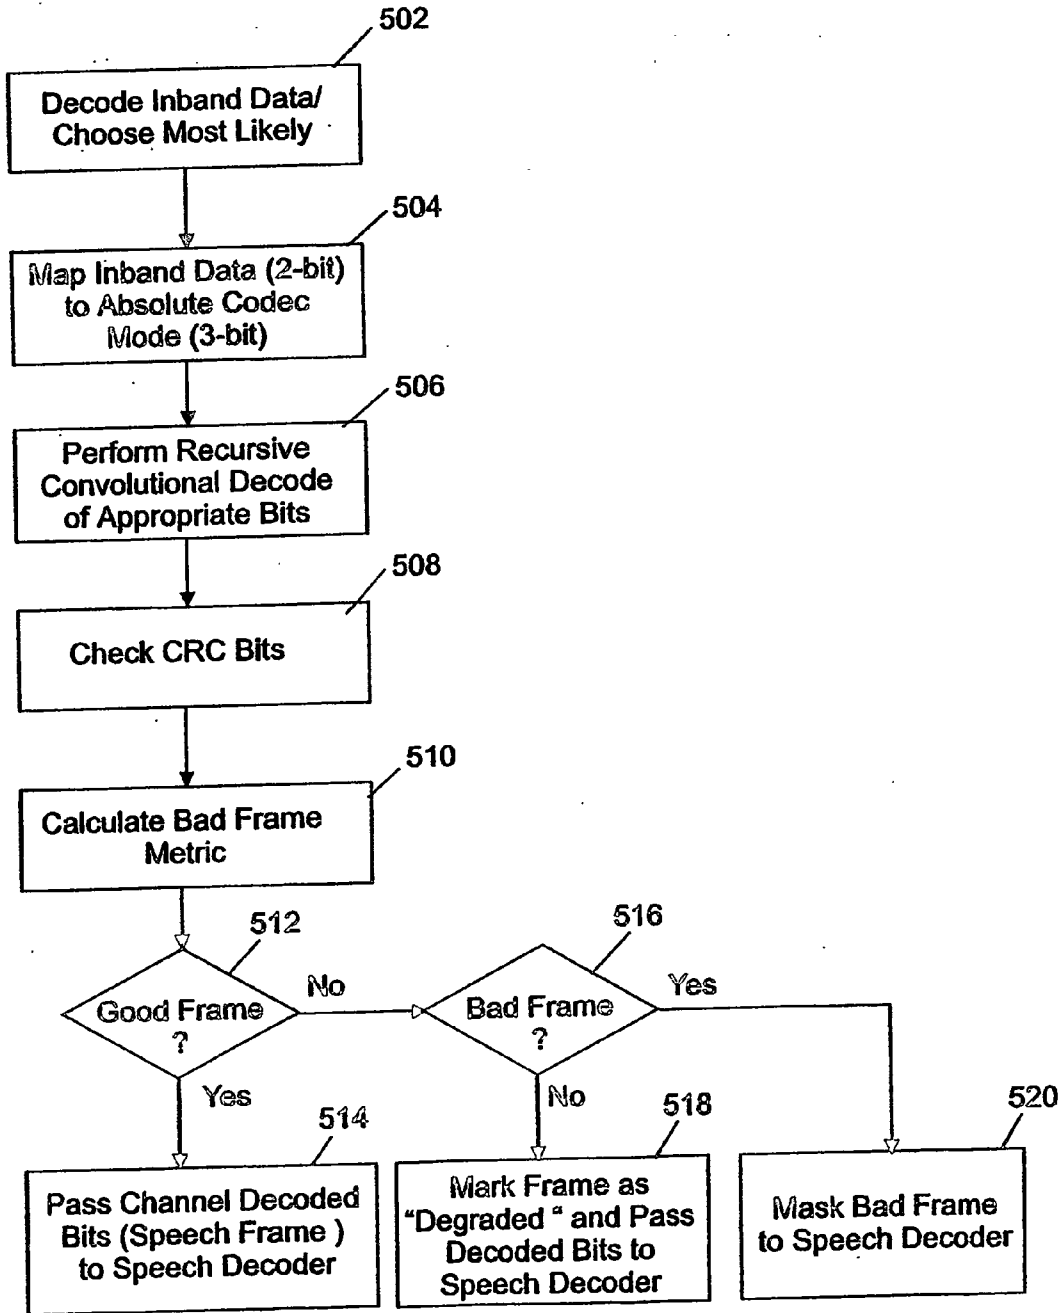 502
Decode Inband Data/
Choose Most Likely
504
Map Inband Data (2-bit)
to Absolute Codec
Mode (3-bit)
506
Perform Recursive
Convolutional Decode
of Appropriate Bits
508
Check CRC Bits
510
Calculate Bad Frame
Metric
512
Good Frame
?
No
Yes
516
Bad Frame
?
Yes
No
514
Pass Channel Decoded
Bits (Speech Frame )
to Speech Decoder
518
Mark Frame as
"Degraded " and Pass
Decoded Bits to
Speech Decoder
520
Mask Bad Frame
to Speech Decoder